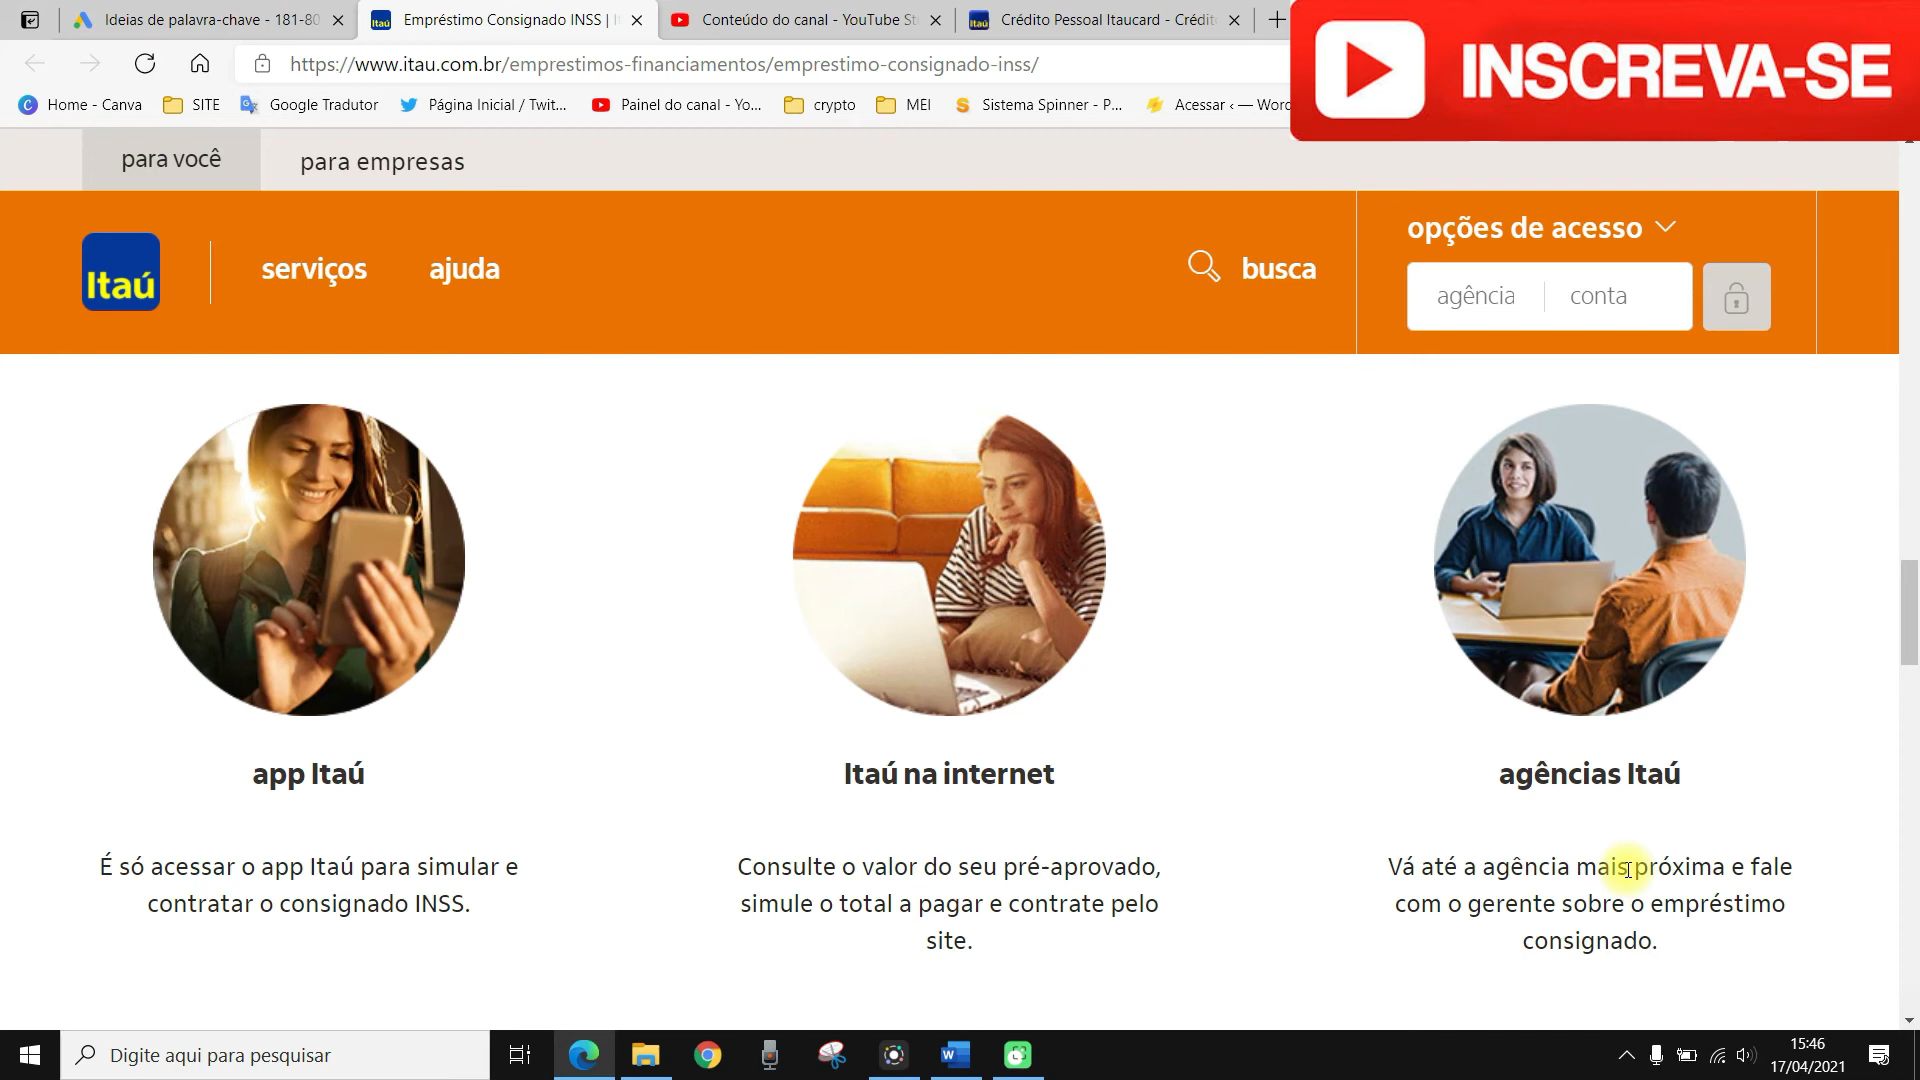 Ideias de palavra-chave - 181-80
Empréstimo Consignado INSS |
Conteúdo do canal - YouTube St
Crédito Pessoal Itaucard - Crédit
https://www.itau.com.br/emprestimos-financiamentos/emprestimo-consignado-inss/
INSCREVA-SE
Home - Canva
SITE
Google Tradutor
Página Inicial / Twit...
Painel do canal - Yo...
crypto
MEI
Sistema Spinner - P...
Acessar ‹ — Word
para você
para empresas
Itaú
serviços
ajuda
busca
opções de acesso
agência
conta
app Itaú
É só acessar o app Itaú para simular e
contratar o consignado INSS.
Itaú na internet
Consulte o valor do seu pré-aprovado,
simule o total a pagar e contrate pelo
site.
agências Itaú
Vá até a agência mais próxima e fale
com o gerente sobre o empréstimo
consignado.
Digite aqui para pesquisar
15:46
17/04/2021